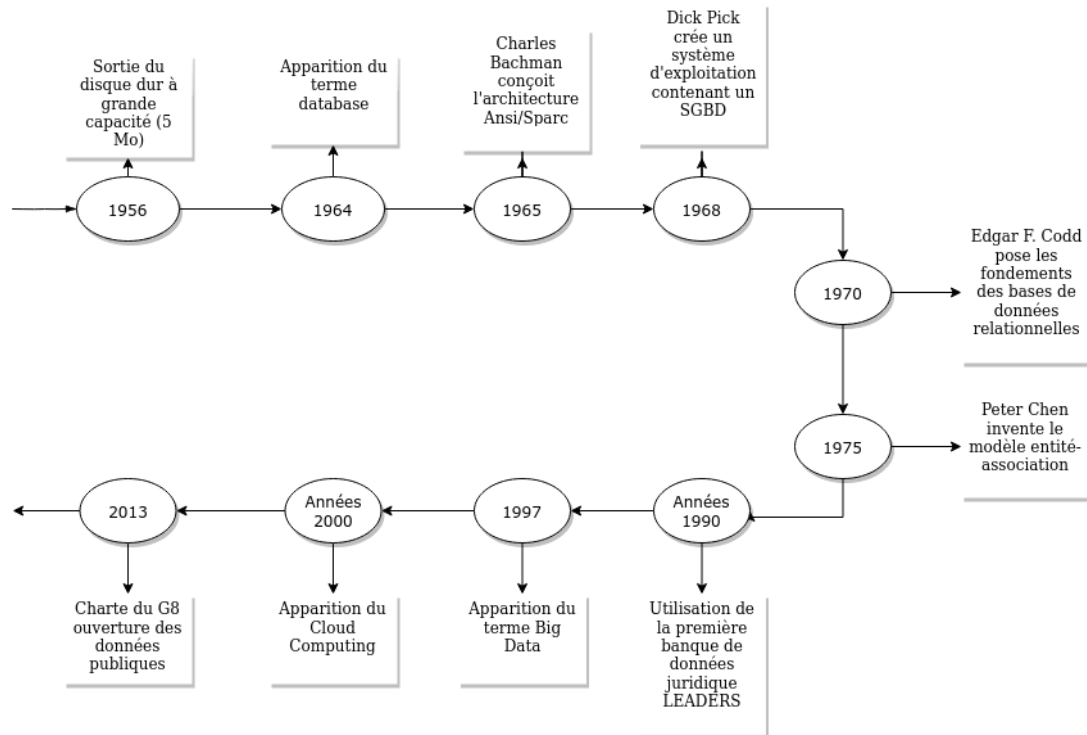 Sortie du
disque dur à
grande
capacité (5
Mo)
1956
Apparition du
terme
database
1964
Charles
Bachman
conçoit
l'architecture
Ansi/Sparc
1965
Dick Pick
crée un
système
d'exploitation
contenant un
SGBD
1968
1970
Edgar F. Codd
pose les
fondements
des bases de
données
relationnelles
1975
Peter Chen
invente le
modèle entité-
association
Années
1990
Utilisation de
la première
banque de
données
juridique
LEADERS
1997
Apparition du
terme Big
Data
Années
2000
Apparition du
Cloud
Computing
2013
Charte du G8
ouverture des
données
publiques